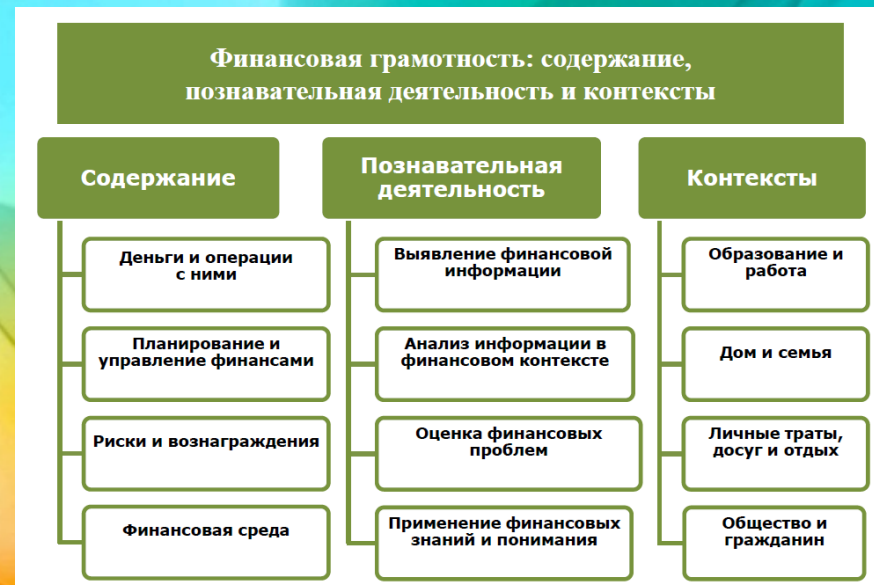 Финансовая грамотность: содержание,
познавательная деятельность и контексты
Содержание
Деньги и операции
с ними
Планирование и
управление финансами
Риски и вознаграждения
Финансовая среда
Познавательная
деятельность
Выявление финансовой
информации
Анализ информации в
финансовом контексте
Оценка финансовых
проблем
Применение финансовых
знаний и понимания
Контексты
Образование и
работа
Дом и семья
Личные траты,
досуг и отдых
Общество и
гражданин